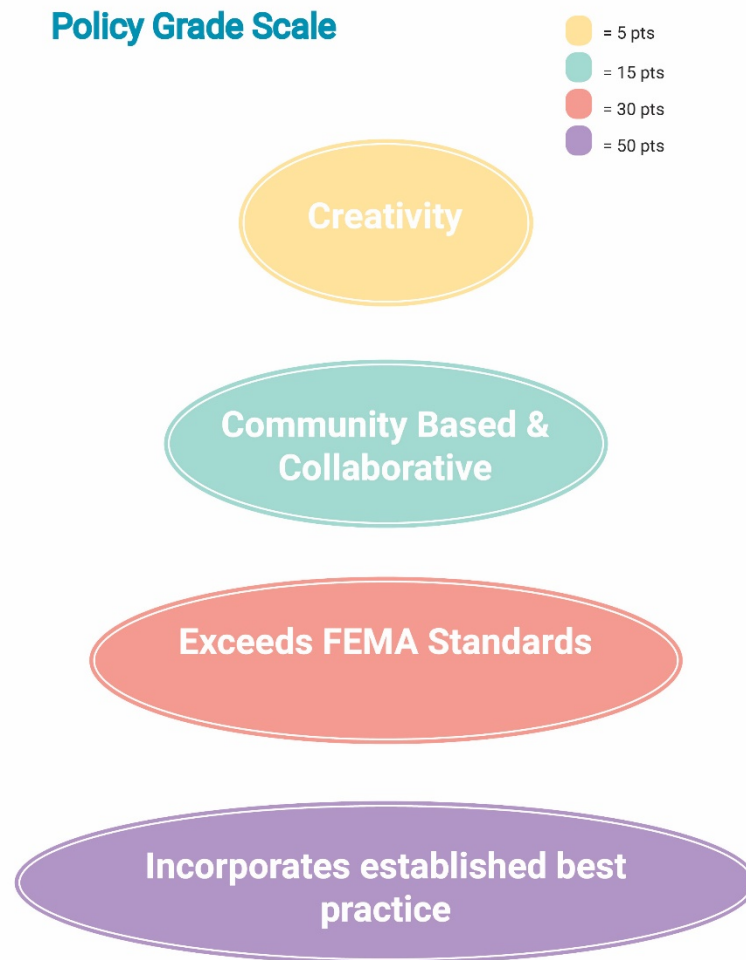 Policy Grade Scale
= 5 pts
= 15 pts
= 30 pts
= 50 pts
Creativity
Community Based &
Collaborative
Exceeds FEMA Standards
Incorporates established best
practice